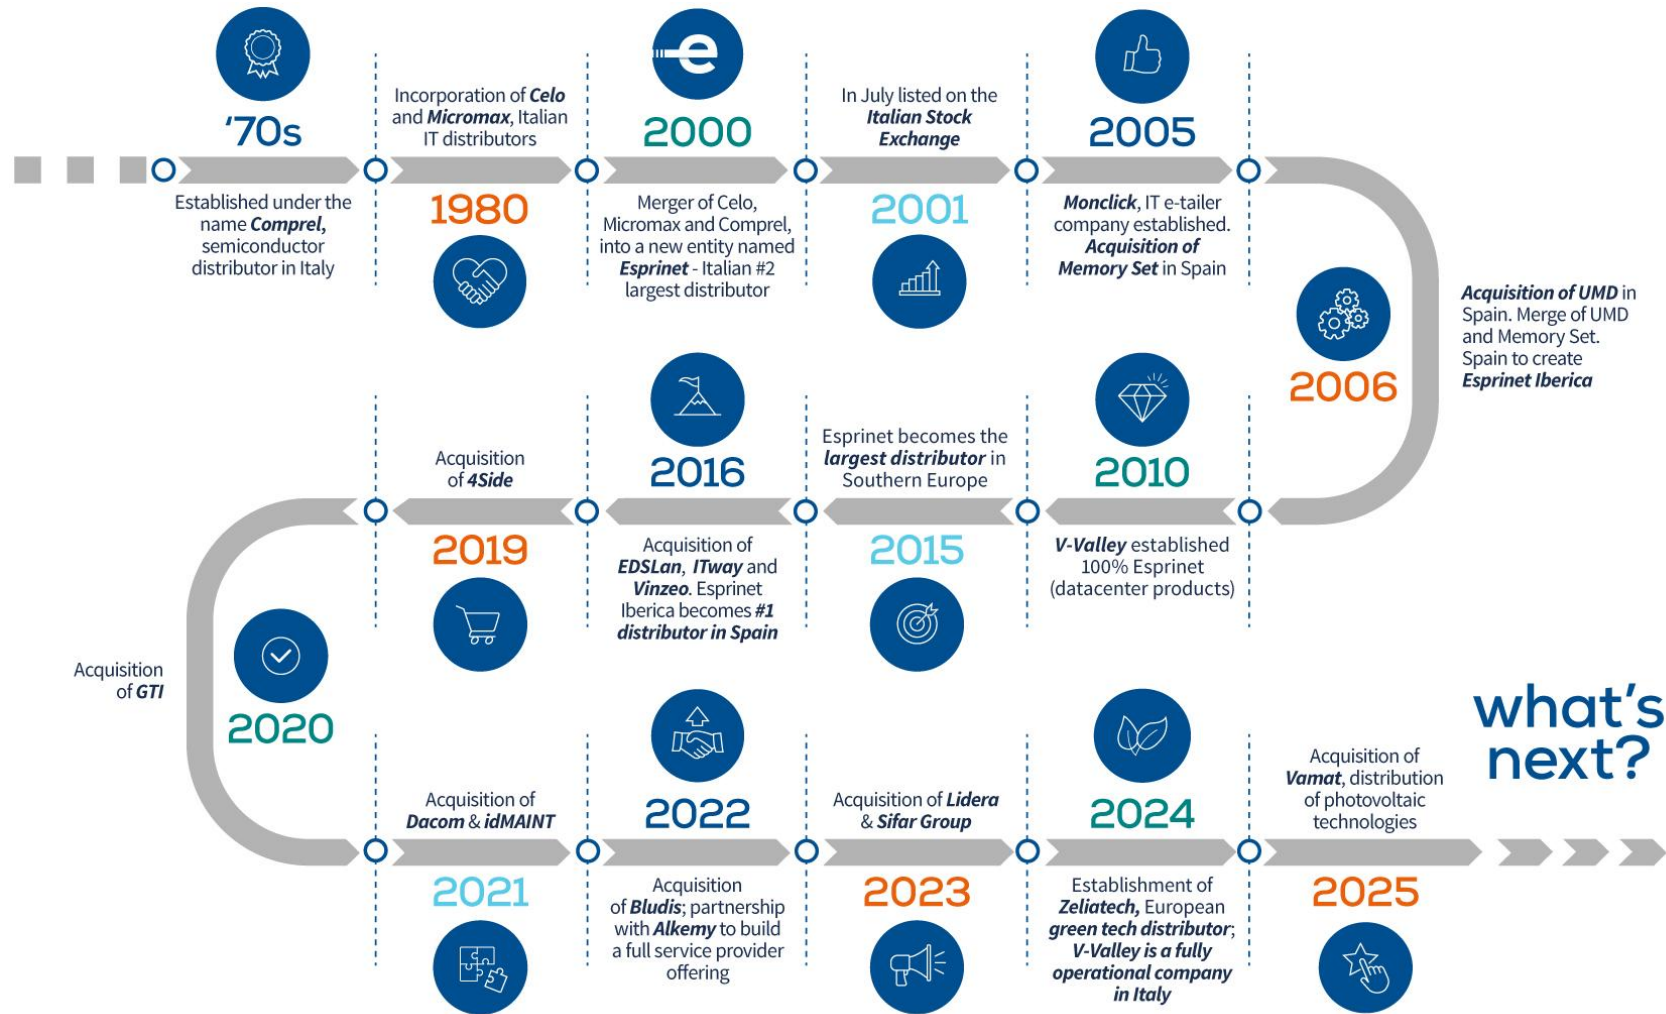 '70s
Established under the
name Comprel,
semiconductor
distributor in Italy
Incorporation of Celo
and Micromax, Italian
IT distributors
1980
e
2000
Merger of Celo,
Micromax and Comprel,
into a new entity named
Esprinet - Italian #2
largest distributor
In July listed on the
Italian Stock
Exchange
2001
2005
Monclick, IT e-tailer
company established.
Acquisition of
Memory Set in Spain
2006
Acquisition of UMD in
Spain. Merge of UMD
and Memory Set.
Spain to create
Esprinet Iberica
2010
V-Valley established
100% Esprinet
(datacenter products)
Esprinet becomes the
largest distributor in
Southern Europe
2015
2016
Acquisition of
EDSLan, ITway and
Vinzeo. Esprinet
Iberica becomes #1
distributor in Spain
Acquisition
of 4Side
2019
Acquisition
of GTI
2020
Acquisition of
Dacom & idMAINT
2021
2022
Acquisition
of Bludis; partnership
with Alkemy to build
a full service provider
offering
Acquisition of Lidera
& Sifar Group
2023
2024
Establishment of
Zeliatech, European
green tech distributor;
V-Valley is a fully
operational company
in Italy
Acquisition of
Vamat, distribution
of photovoltaic
technologies
2025
what's
next?